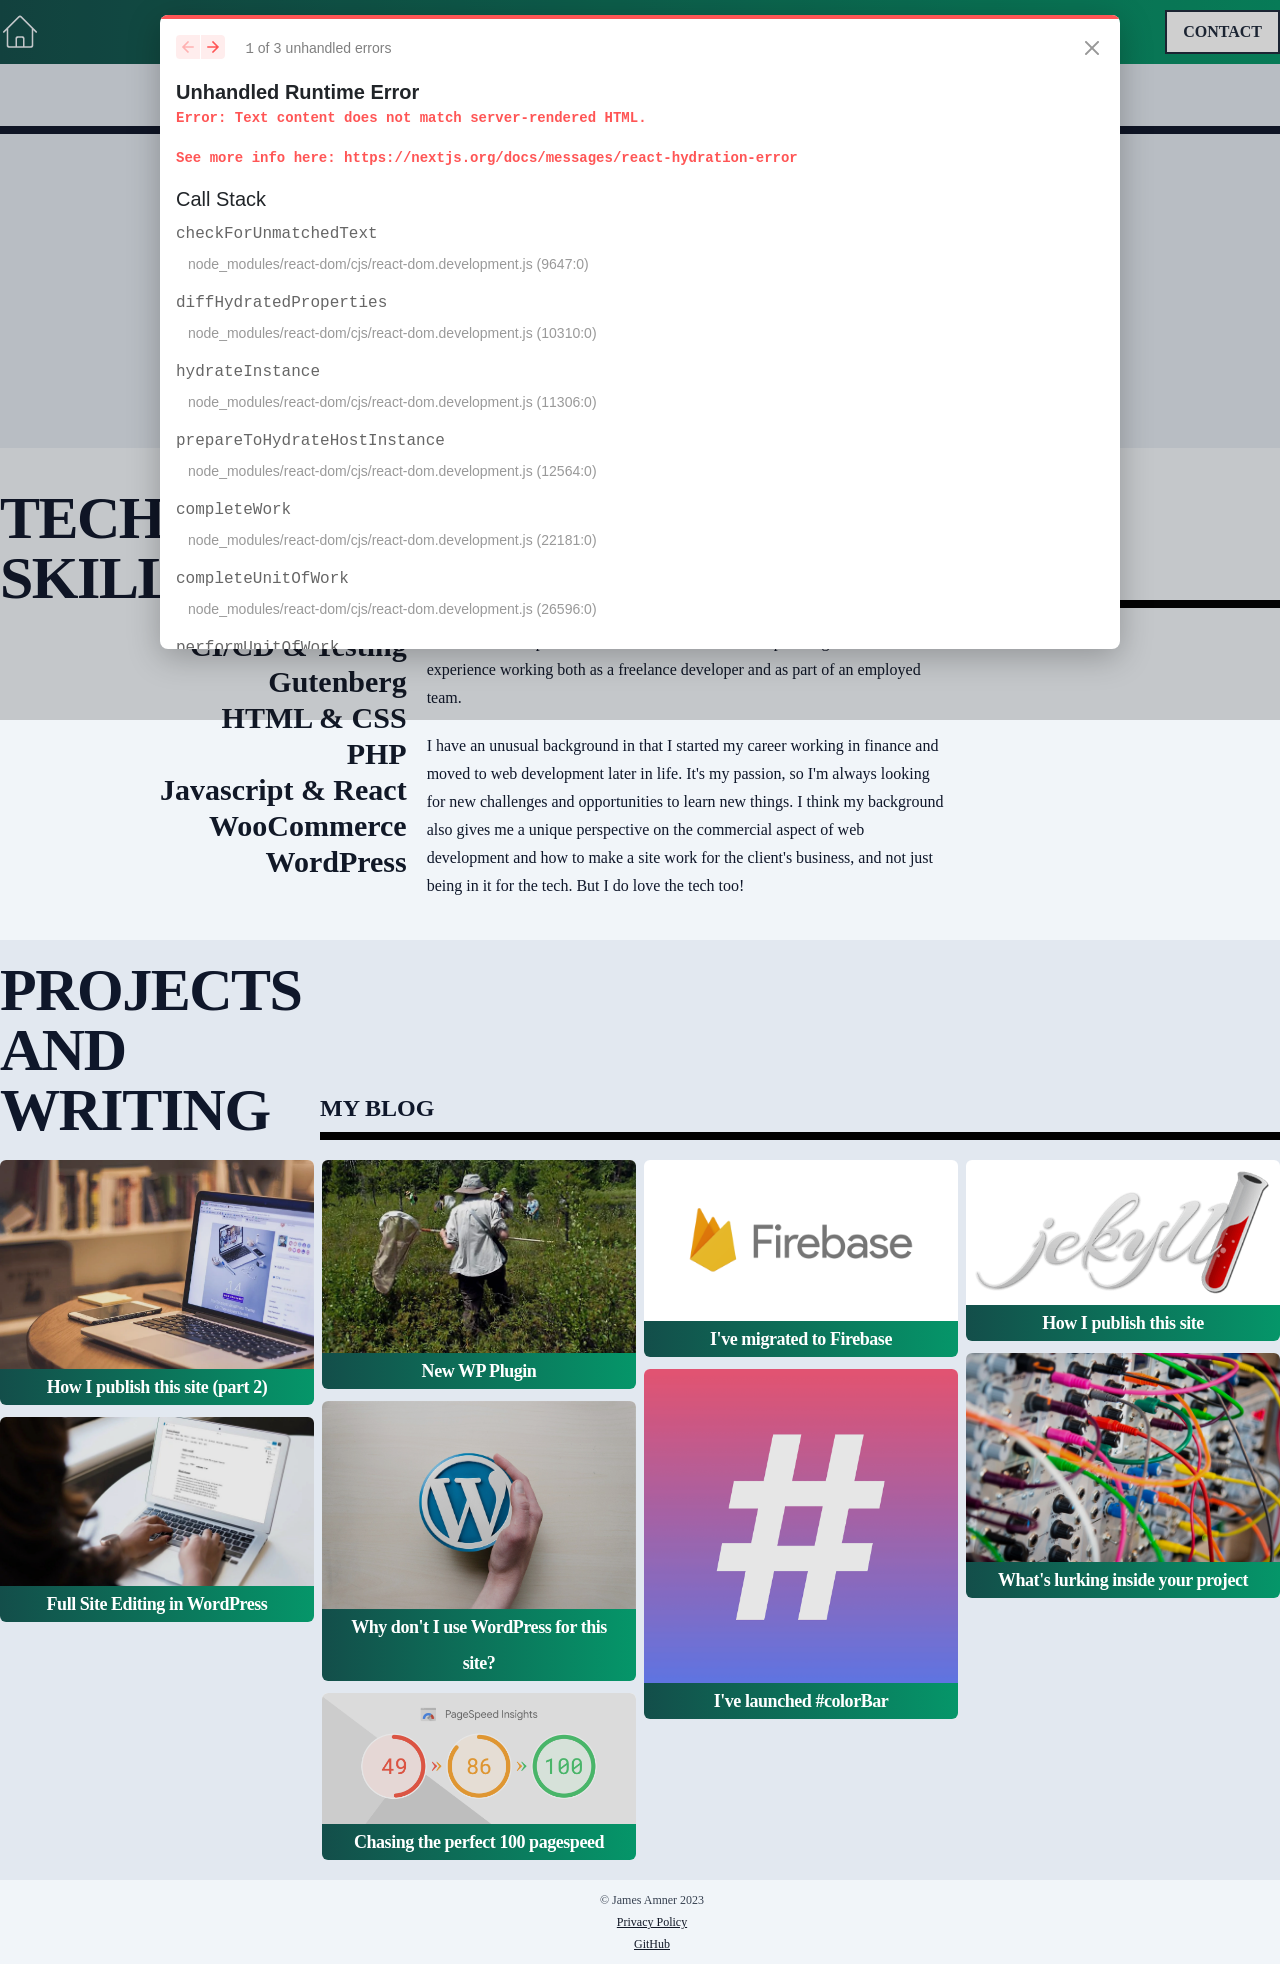 CONTACT
1 of 3 unhandled errors
Unhandled Runtime Error
Error: Text content does not match server-rendered HTML.
See more info here: https://nextjs.org/docs/messages/react-hydration-error
Call Stack
checkForUnmatchedText
node_modules/react-dom/cjs/react-dom.development.js (9647:0)
diffHydratedProperties
node_modules/react-dom/cjs/react-dom.development.js (10310:0)
hydrateInstance
node_modules/react-dom/cjs/react-dom.development.js (11306:0)
prepareToHydrateHostInstance
node_modules/react-dom/cjs/react-dom.development.js (12564:0)
completeWork
node_modules/react-dom/cjs/react-dom.development.js (22181:0)
completeUnitOfWork
node_modules/react-dom/cjs/react-dom.development.js (26596:0)
performUnitOfWork
TECH
SKILL
CI/CD & Testing
Gutenberg
HTML & CSS
PHP
Javascript & React
WooCommerce
WordPress
experience working both as a freelance developer and as part of an employed
team.
I have an unusual background in that I started my career working in finance and
moved to web development later in life. It's my passion, so I'm always looking
for new challenges and opportunities to learn new things. I think my background
also gives me a unique perspective on the commercial aspect of web
development and how to make a site work for the client's business, and not just
being in it for the tech. But I do love the tech too!
PROJECTS
AND
WRITING
MY BLOG
How I publish this site (part 2)
Full Site Editing in WordPress
New WP Plugin
W
Why don't I use WordPress for this
site?
PageSpeed Insights
49 » 86 » 100
Chasing the perfect 100 pagespeed
Firebase
I've migrated to Firebase
#
I've launched #colorBar
jekyll
How I publish this site
What's lurking inside your project
© James Amner 2023
Privacy Policy
GitHub